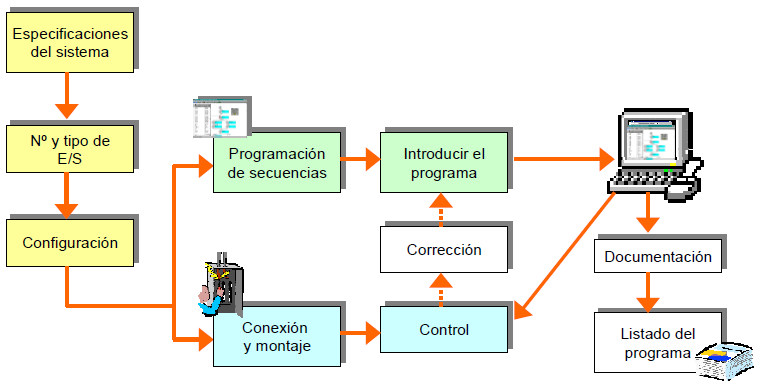 Especificaciones
del sistema
Nº y tipo de
E/S
Configuración
Programación
de secuencias
Introducir el
programa
Corrección
Documentación
Conexión
y montaje
Control
Listado del
programa